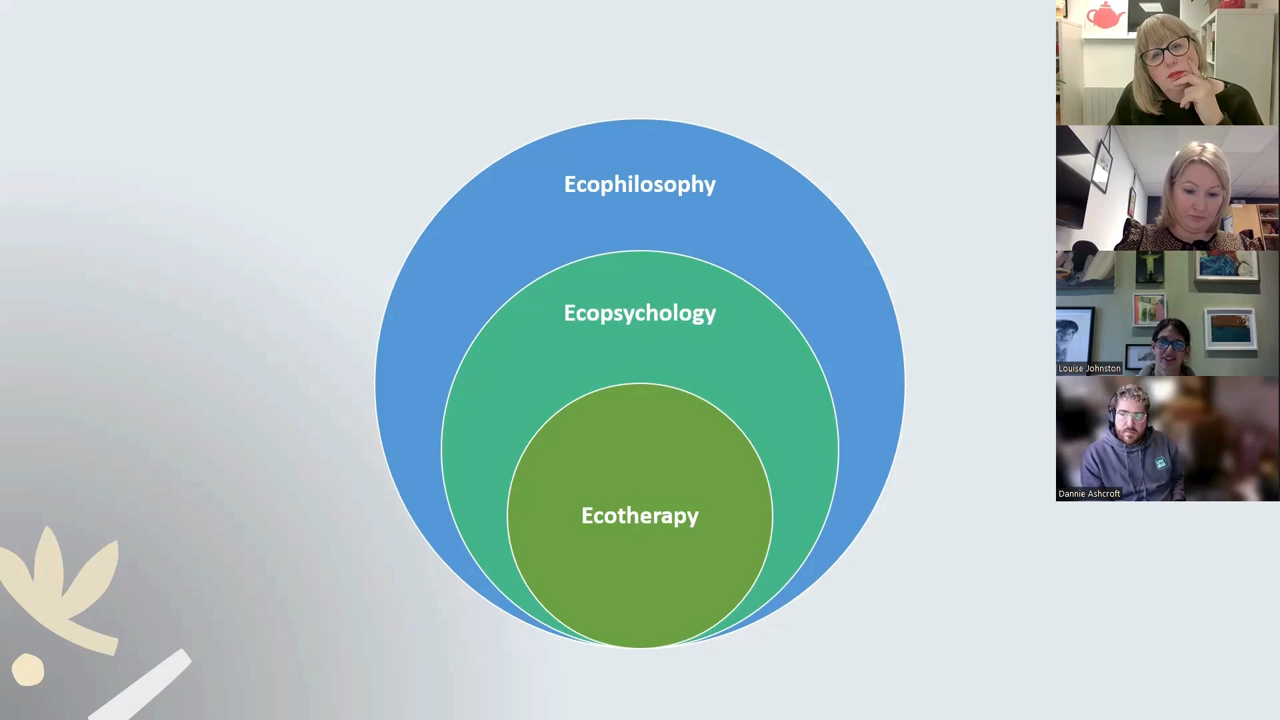 Ecophilosophy
Ecopsychology
Ecotherapy
Louise Johnston
Dannie Ashcroft